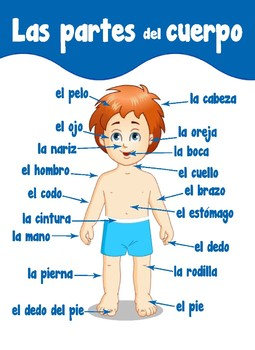 Las partes del cuerpo
el pelo
la cabeza
el ojo
la oreja
la nariz
la boca
el hombro
el cuello
el codo
el brazo
la cintura
el estómago
la mano
el dedo
la pierna
la rodilla
el dedo del pie
el pie